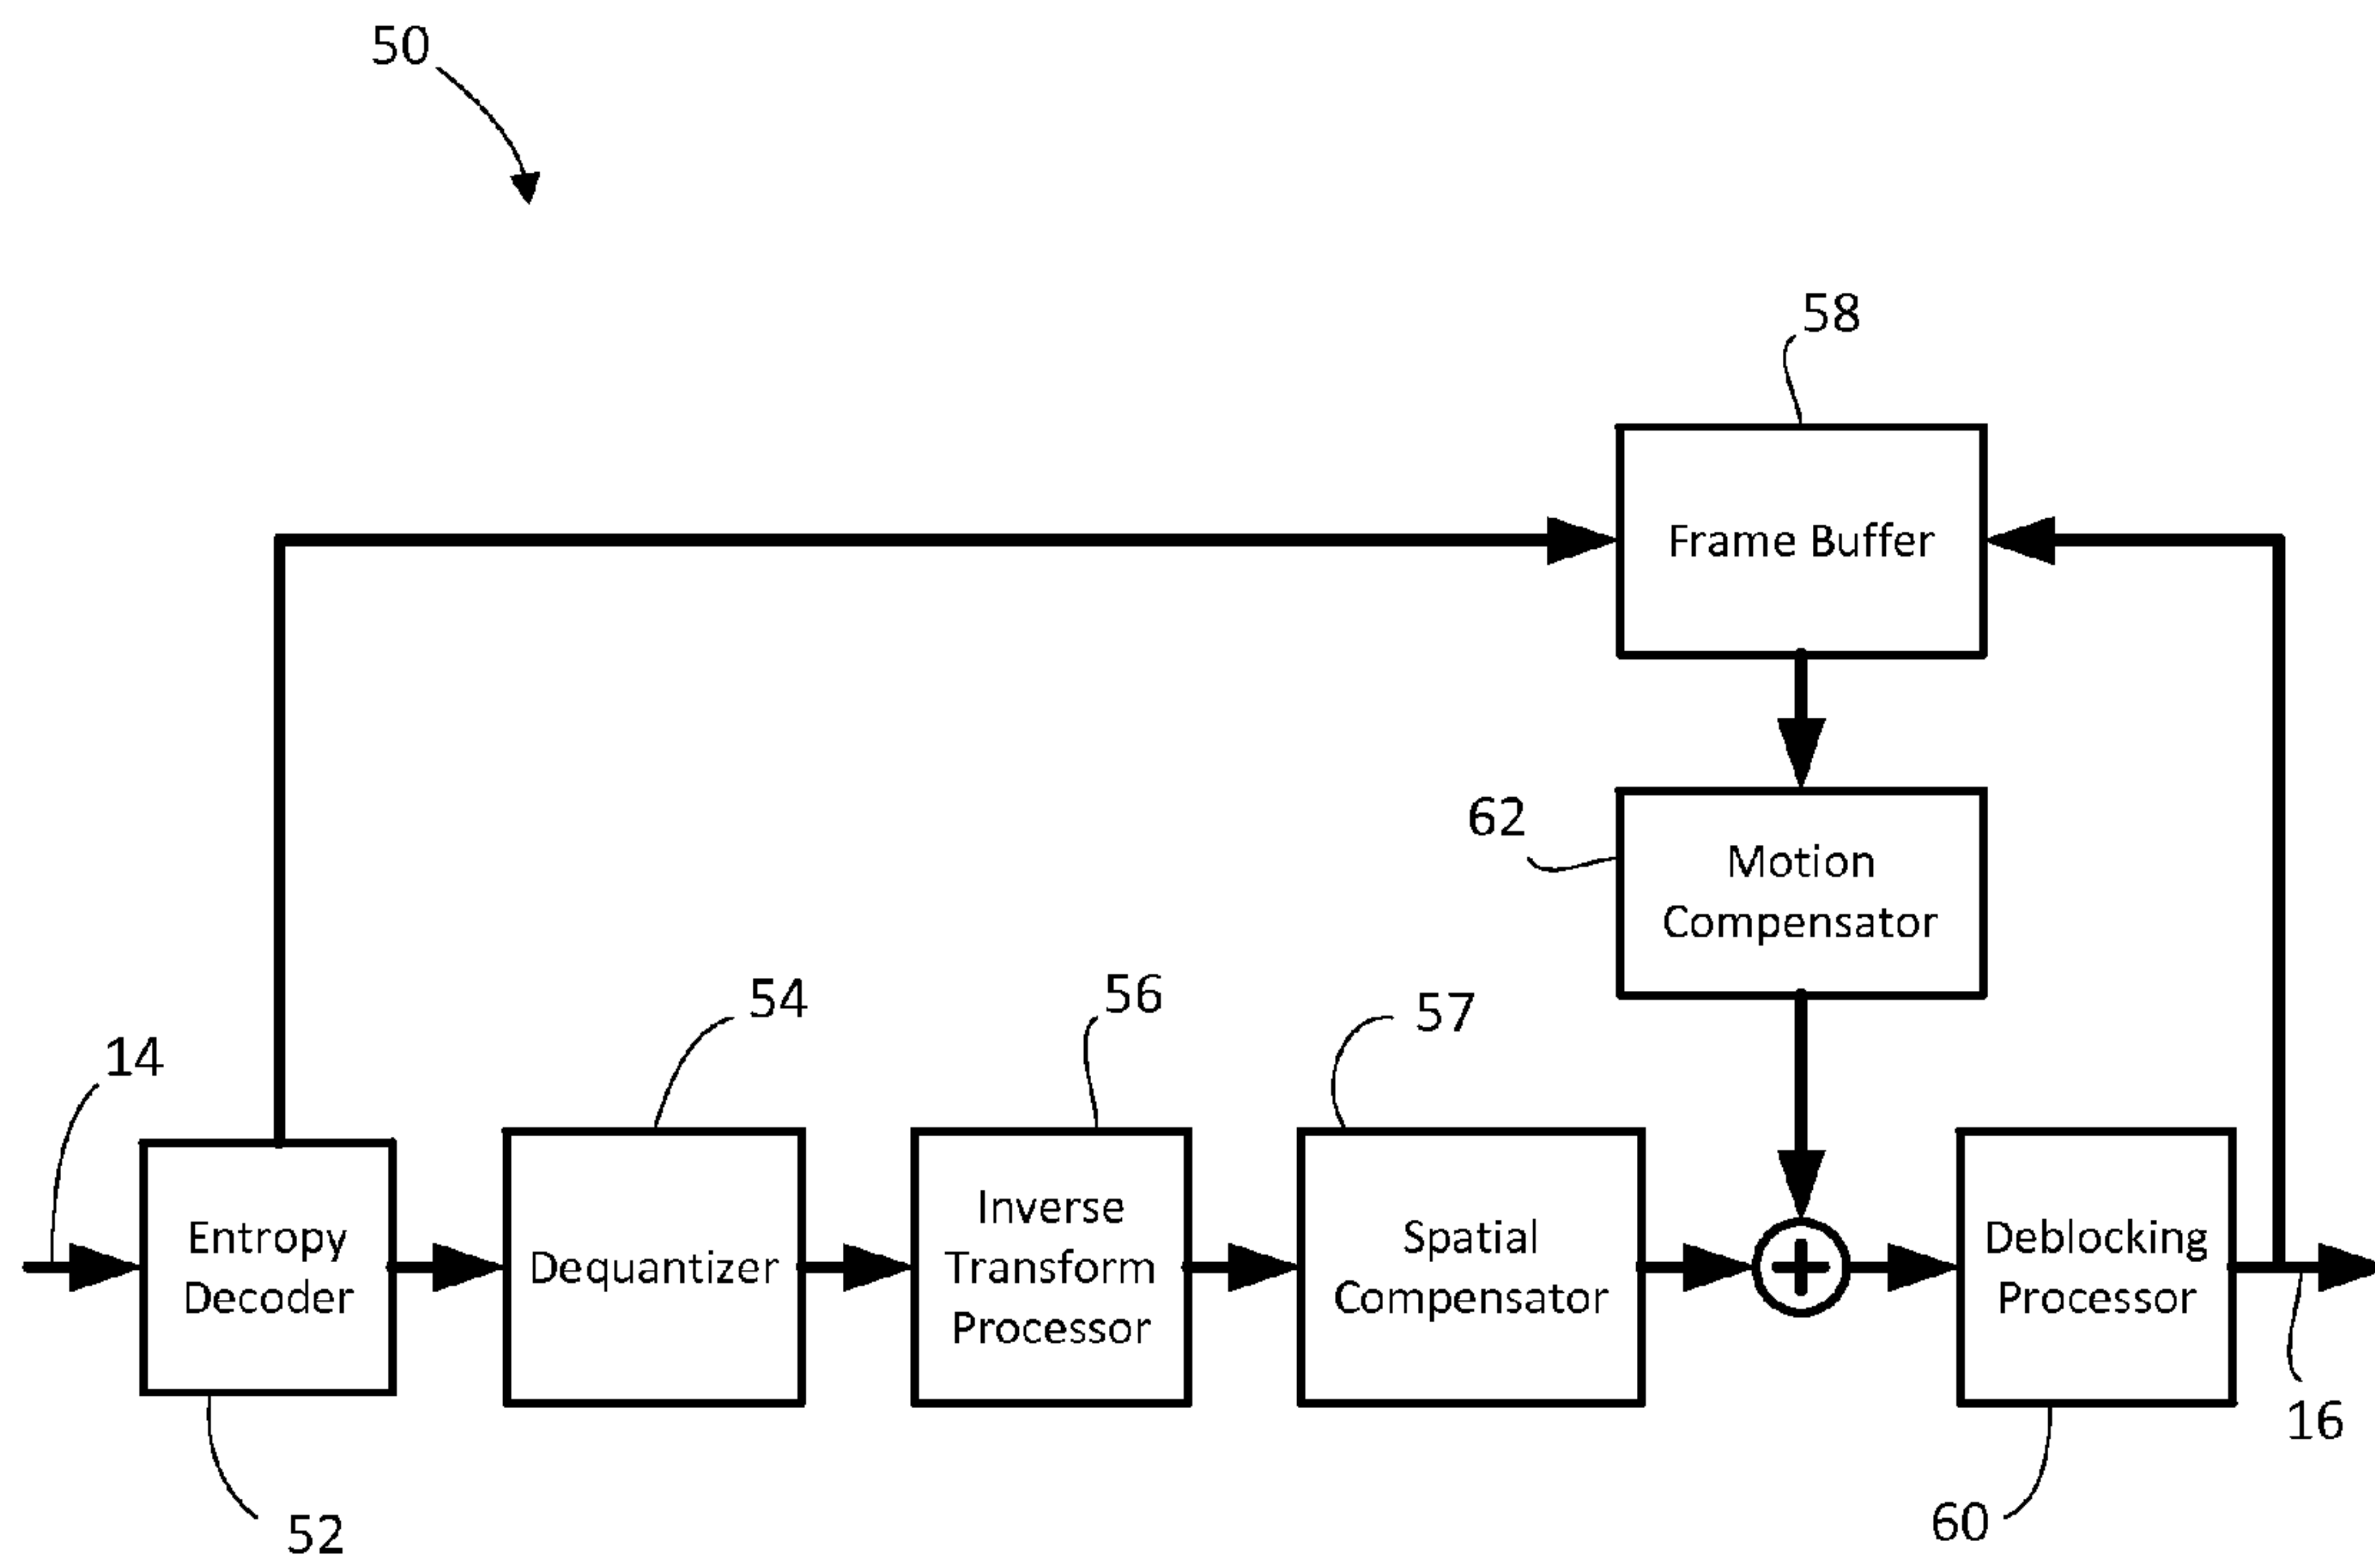 50
58
Frame Buffer
62
Motion
Compensator
14
54
56
57
Entropy
Decoder
Dequantizer
Inverse
Transform
Processor
Spatial
Compensator
Deblocking
Processor
16
52
60